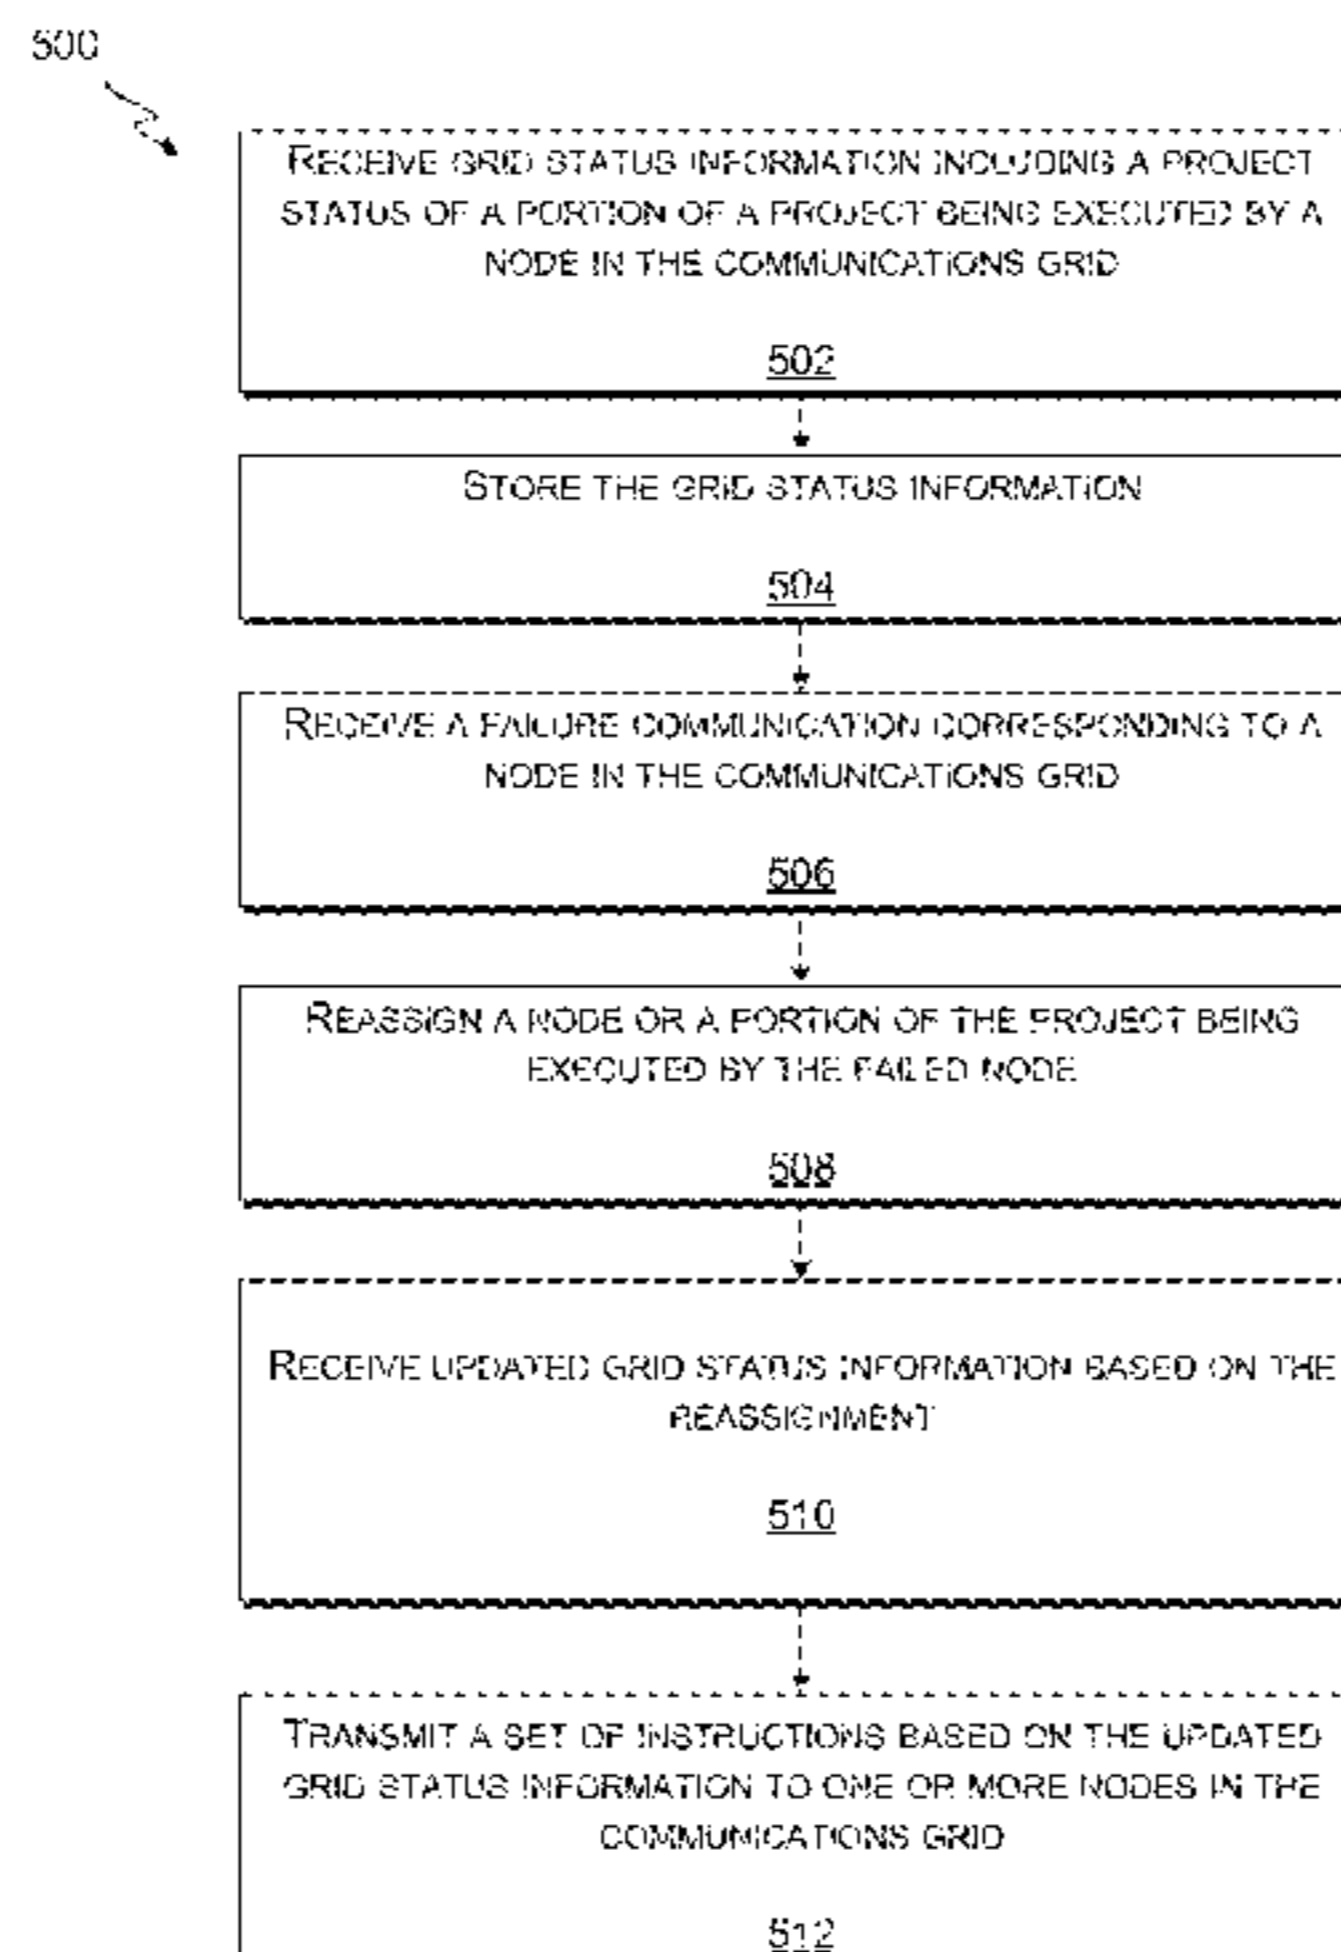 500
RECEIVE GRID STATUS INFORMATION INCLUDING A PROJECT
STATUS OF A PORTION OF A PROJECT BEING EXECUTED BY A
NODE IN THE COMMUNICATIONS GRID
502
STORE THE GRID STATUS INFORMATION
504
RECEIVE A FAILURE COMMUNICATION CORRESPONDING TO A
NODE IN THE COMMUNICATIONS GRID
506
REASSIGN A NODE OR A PORTION OF THE PROJECT BEING
EXECUTED BY THE FAILED NODE
508
RECEIVE UPDATED GRID STATUS INFORMATION BASED ON THE
REASSIGNMENT
510
TRANSMIT A SET OF INSTRUCTIONS BASED ON THE UPDATED
GRID STATUS INFORMATION TO ONE OR MORE NODES IN THE
COMMUNICATIONS GRID
512